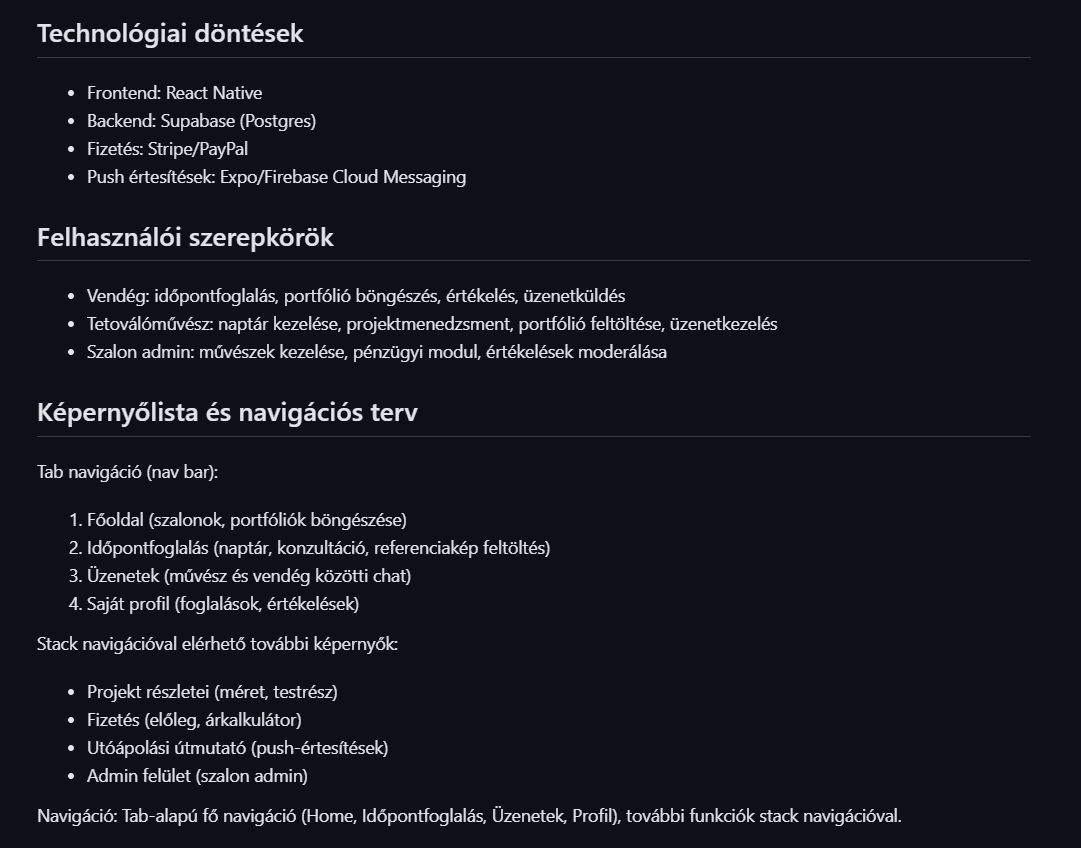 Technológiai döntések
Frontend: React Native
Backend: Supabase (Postgres)
Fizetés: Stripe/PayPal
Push értesítések: Expo/Firebase Cloud Messaging
Felhasználói szerepkörök
Vendég: időpontfoglalás, portfólió böngészés, értékelés, üzenetküldés
Tetoválóművész: naptár kezelése, projektmenedzsment, portfólió feltöltése, üzenetkezelés
Szalon admin: művészek kezelése, pénzügyi modul, értékelések moderálása
Képernyőlista és navigációs terv
Tab navigáció (nav bar):
1. Főoldal (szalonok, portfóliók böngészése)
2. Időpontfoglalás (naptár, konzultáció, referenciakép feltöltés)
3. Üzenetek (művész és vendég közötti chat)
4. Saját profil (foglalások, értékelések)
Stack navigációval elérhető további képernyők:
Projekt részletei (méret, testrész)
Fizetés (előleg, árkalkulátor)
Utóápolási útmutató (push-értesítések)
Admin felület (szalon admin)
Navigáció: Tab-alapú fő navigáció (Home, Időpontfoglalás, Üzenetek, Profil), további funkciók stack navigációval.